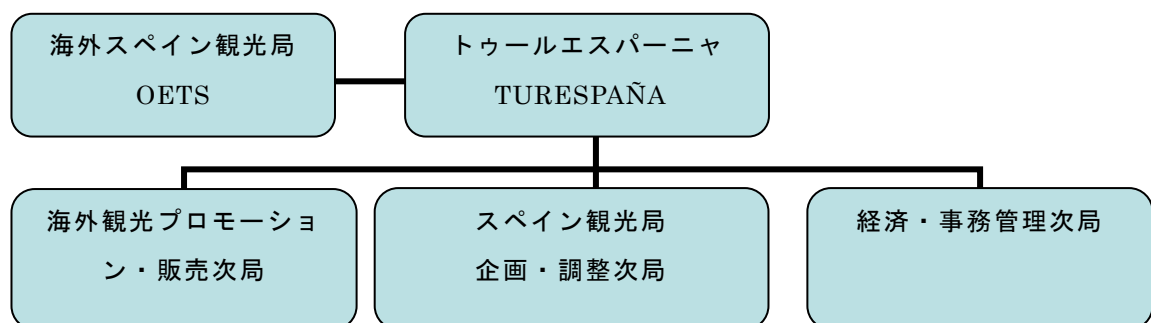 海外スペイン観光局
OETS
トゥールエスパーニャ
TURESPAÑA
海外観光プロモーショ
ン・販売次局
スペイン観光局
企画・調整次局
経済・事務管理次局